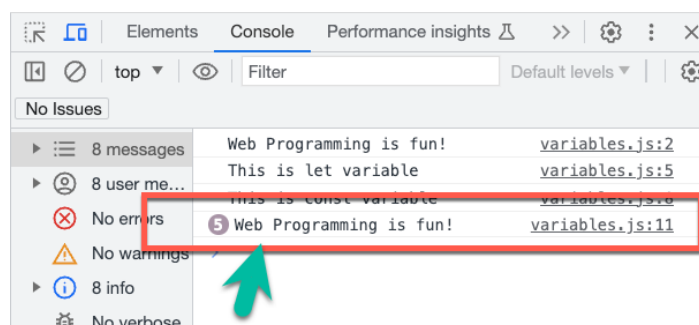 Elements Console Performance insights
top Filter Default levels
No Issues
8 messages
8 user me...
No errors
No warnings
8 info
No verbose
Web Programming is fun! variables.js:2
This is let variable variables.js:5
This is const variable variables.js:8
5 Web Programming is fun! variables.js:11